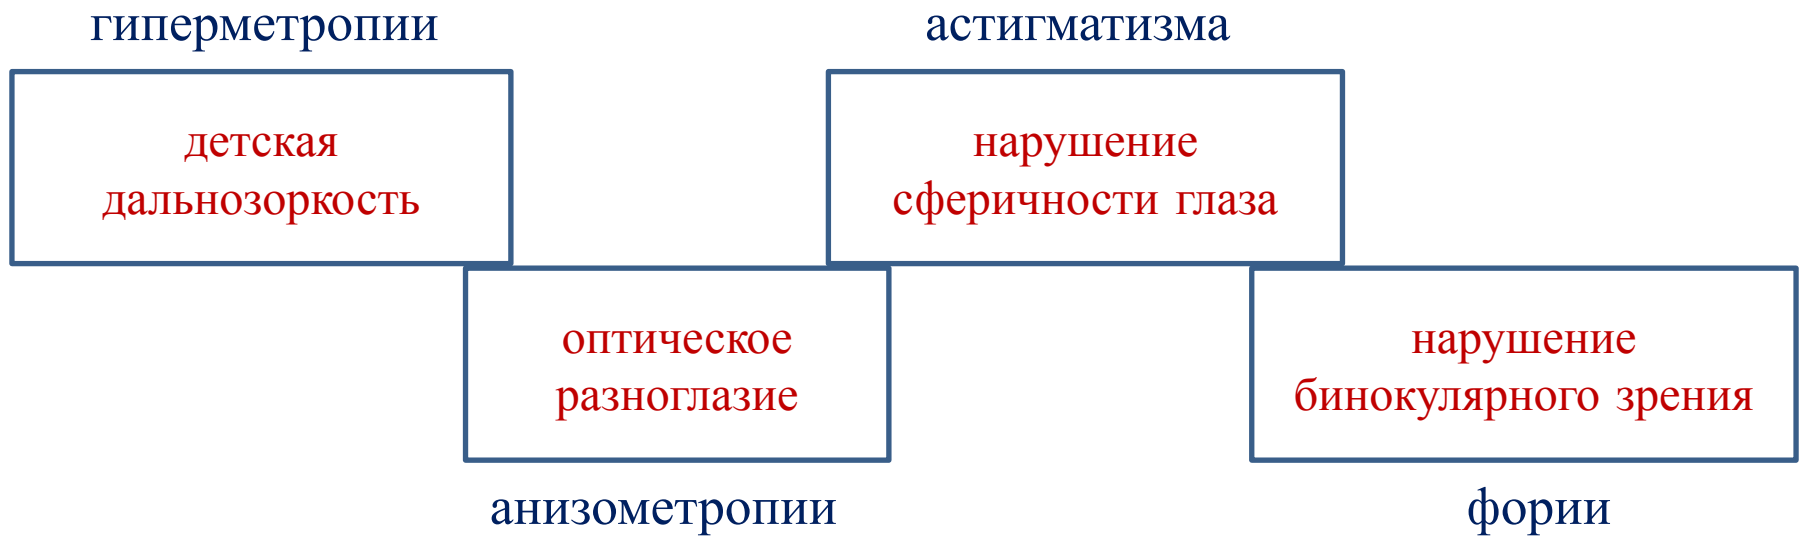 гиперметропии
детская
дальнозоркость
оптическое
разноглазие
анизометропии
астигматизма
нарушение
сферичности глаза
нарушение
бинокулярного зрения
фории